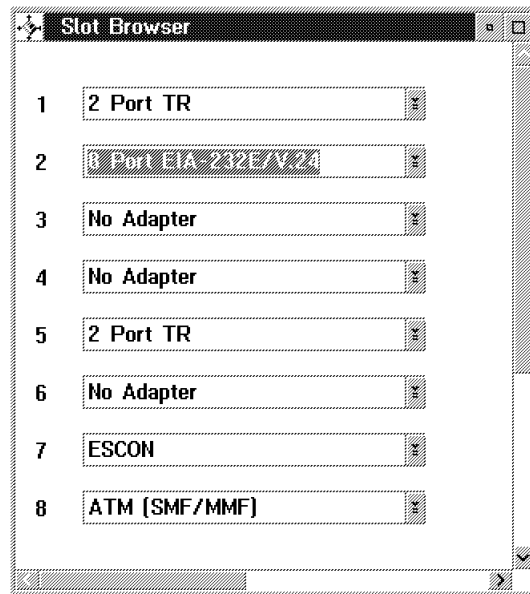 Slot Browser
1 2 Port TR
2 8 Port EIA-232E/V.24
3 No Adapter
4 No Adapter
5 2 Port TR
6 No Adapter
7 ESCON
8 ATM (SMF/MMF)